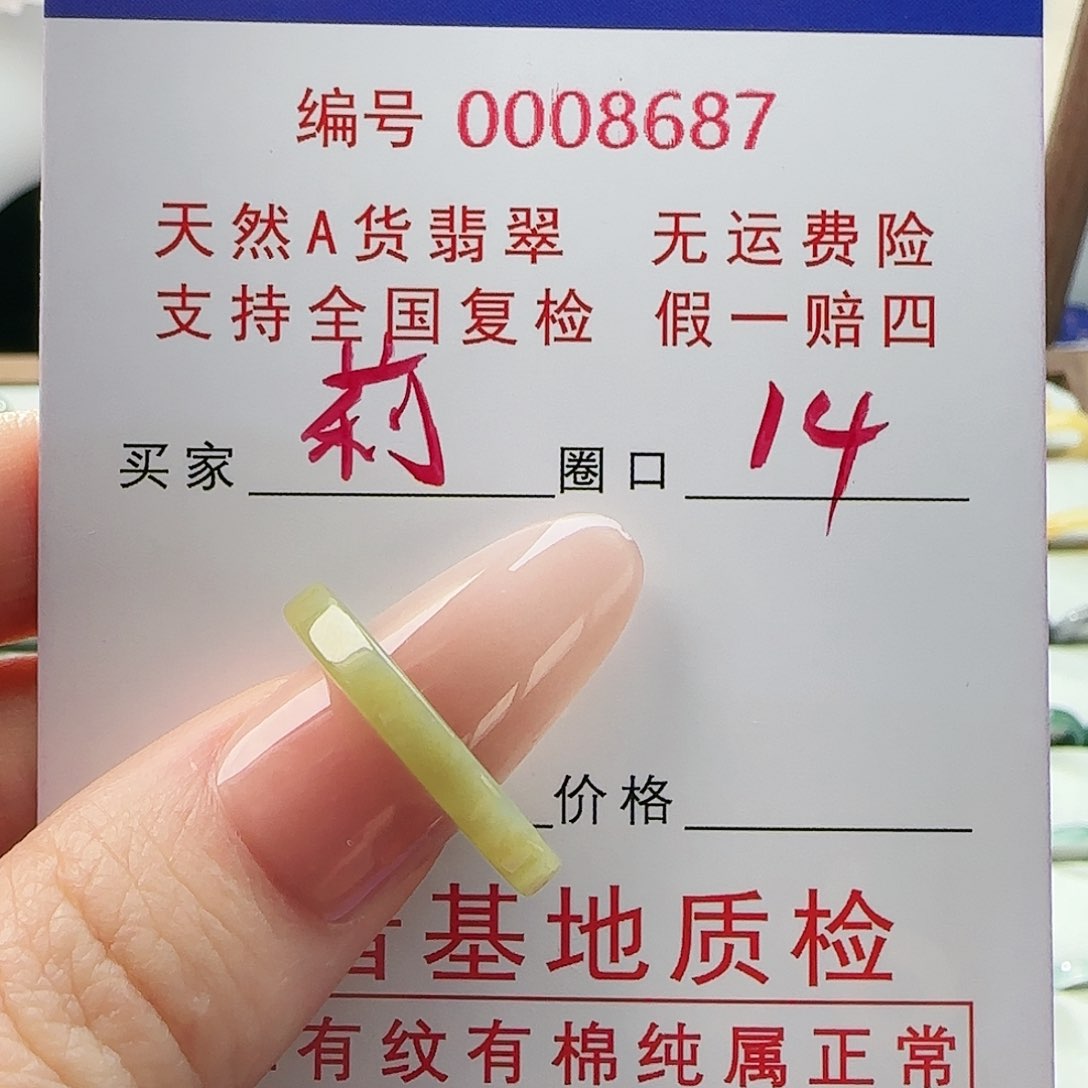 编号 0008687
天然A货翡翠 无运费险
支持全国复检 假一赔四
买家 莉 圈口 14
价格
基地质检
有纹有棉纯属正常